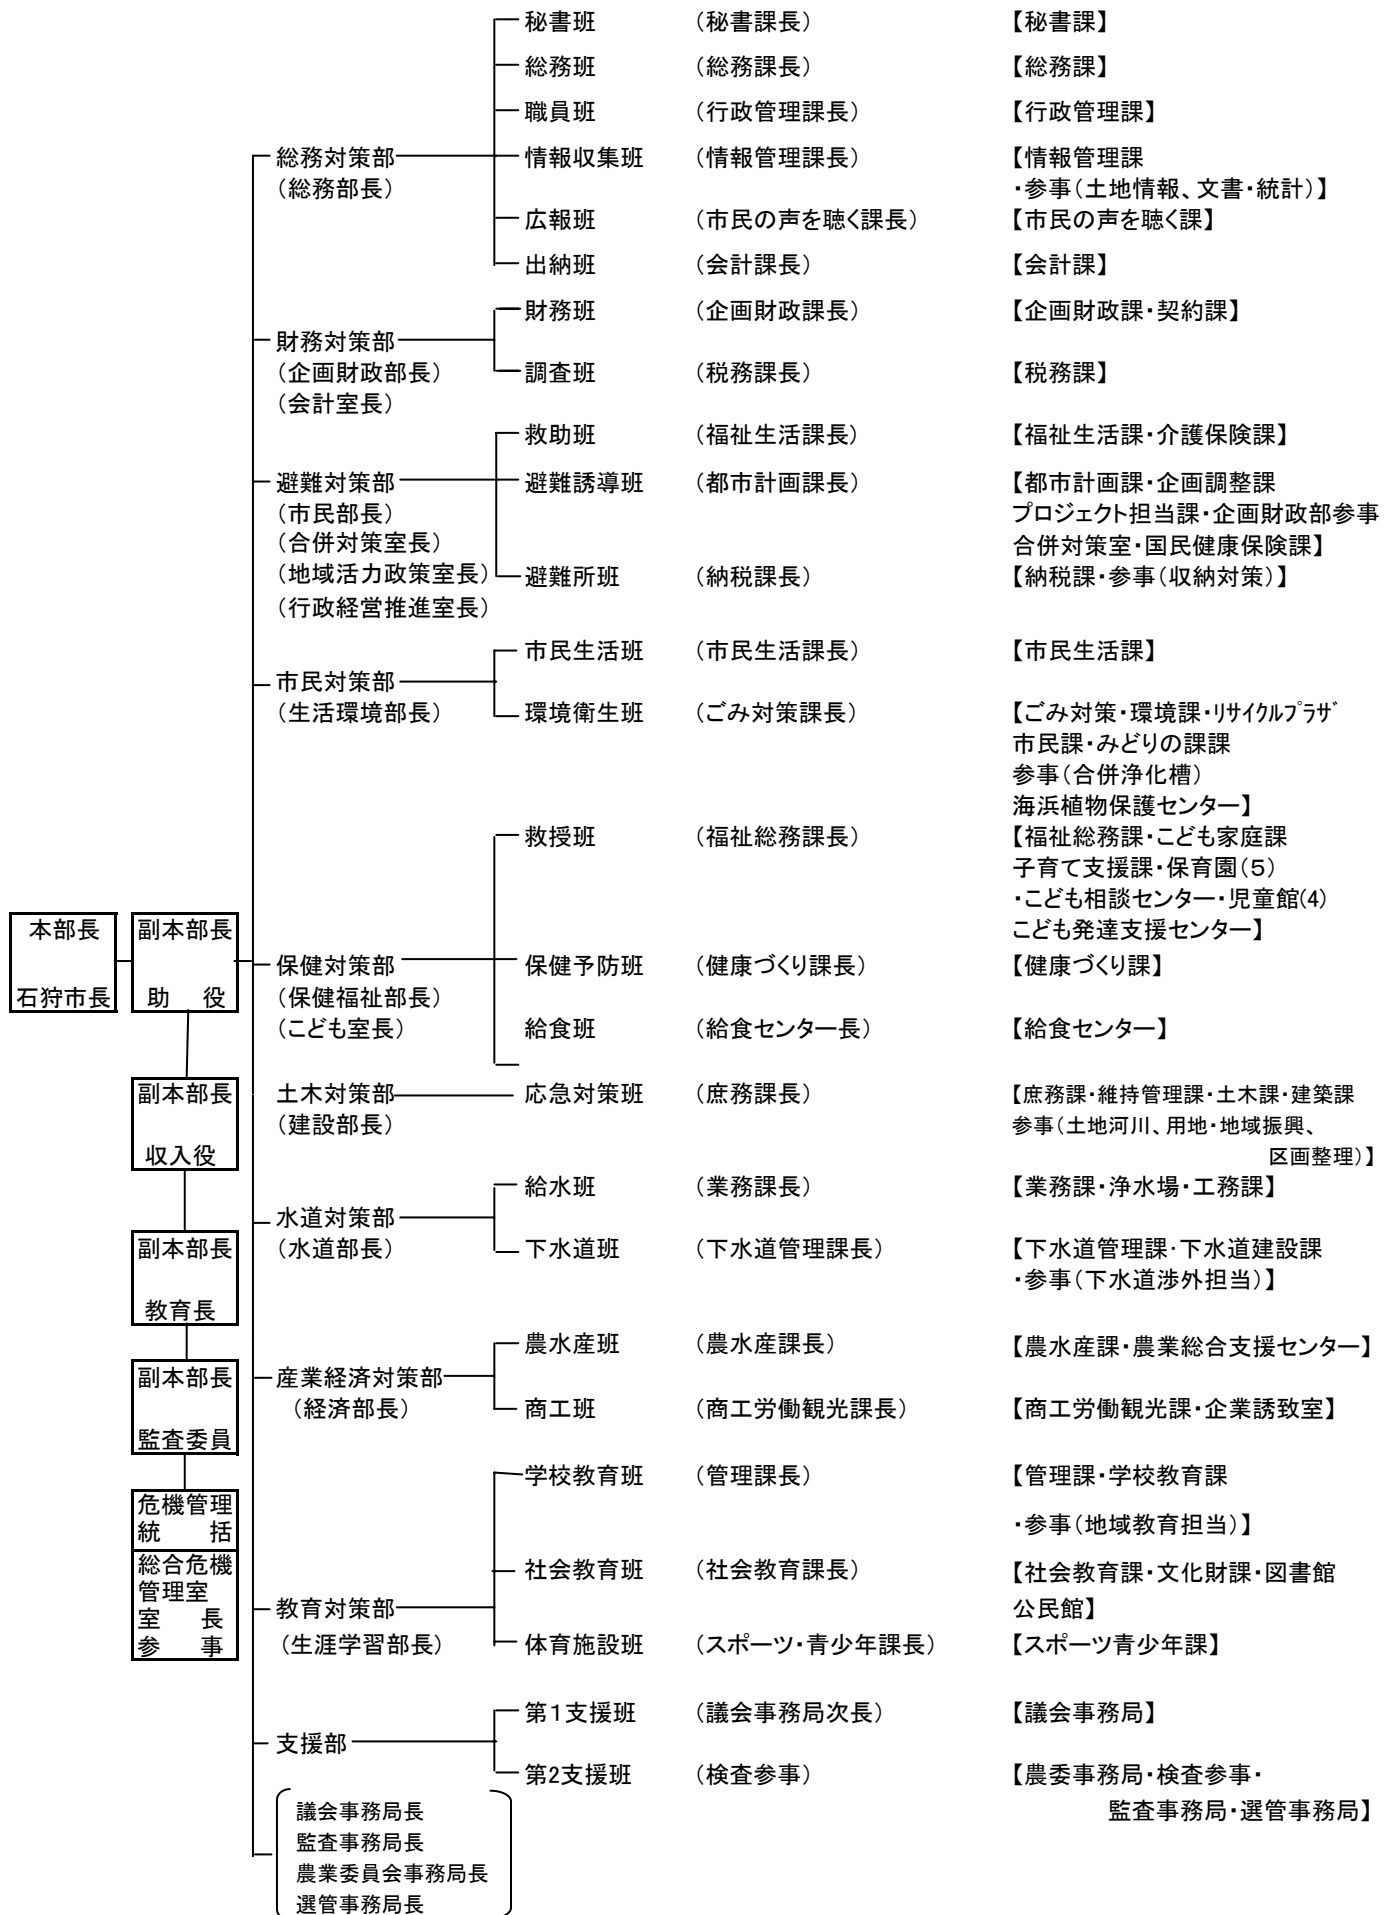 秘書班 (秘書課長) 【秘書課】
総務班 (総務課長) 【総務課】
職員班 (行政管理課長) 【行政管理課】
総務対策部 情報収集班 (情報管理課長) 【情報管理課
(総務部長) ・参事(土地情報、文書・統計)】
広報班 (市民の声を聴く課長) 【市民の声を聴く課】
出納班 (会計課長) 【会計課】
財務班 (企画財政課長) 【企画財政課・契約課】
財務対策部
(企画財政部長) 調査班 (税務課長) 【税務課】
(会計室長)
救助班 (福祉生活課長) 【福祉生活課・介護保険課】
避難対策部 避難誘導班 (都市計画課長) 【都市計画課・企画調整課
(市民部長) プロジェクト担当課・企画財政部参事
(合併対策室長) 合併対策室・国民健康保険課】
(地域活力政策室長) 避難所班 (納税課長) 【納税課・参事(収納対策)】
(行政経営推進室長)
市民生活班 (市民生活課長) 【市民生活課】
市民対策部
(生活環境部長) 環境衛生班 (ごみ対策課長) 【ごみ対策・環境課・リサイクルプラザ
市民課・みどりの課課
参事(合併浄化槽)
海浜植物保護センター】
救授班 (福祉総務課長) 【福祉総務課・こども家庭課
子育て支援課・保育園(5)
・こども相談センター・児童館(4)
本部長 副本部長 こども発達支援センター】
保健対策部 保健予防班 (健康づくり課長) 【健康づくり課】
石狩市長 助 役 (保健福祉部長)
(こども室長) 給食班 (給食センター長) 【給食センター】
副本部長 土木対策部 応急対策班 (庶務課長) 【庶務課・維持管理課・土木課・建築課
(建設部長) 参事(土地河川、用地・地域振興、
収入役 区画整理)】
給水班 (業務課長) 【業務課・浄水場・工務課】
水道対策部
副本部長 (水道部長) 下水道班 (下水道管理課長) 【下水道管理課・下水道建設課
・参事(下水道渉外担当)】
教育長
農水産班 (農水産課長) 【農水産課・農業総合支援センター】
副本部長 産業経済対策部
(経済部長) 商工班 (商工労働観光課長) 【商工労働観光課・企業誘致室】
監査委員
学校教育班 (管理課長) 【管理課・学校教育課
危機管理
統 括 ・参事(地域教育担当)】
総合危機 社会教育班 (社会教育課長) 【社会教育課・文化財課・図書館
管理室
室 長 教育対策部 公民館】
参 事 (生涯学習部長) 体育施設班 (スポーツ・青少年課長) 【スポーツ青少年課】
第1支援班 (議会事務局次長) 【議会事務局】
支援部
第2支援班 (検査参事) 【農委事務局・検査参事・
議会事務局長 監査事務局・選管事務局】
監査事務局長
農業委員会事務局長
選管事務局長